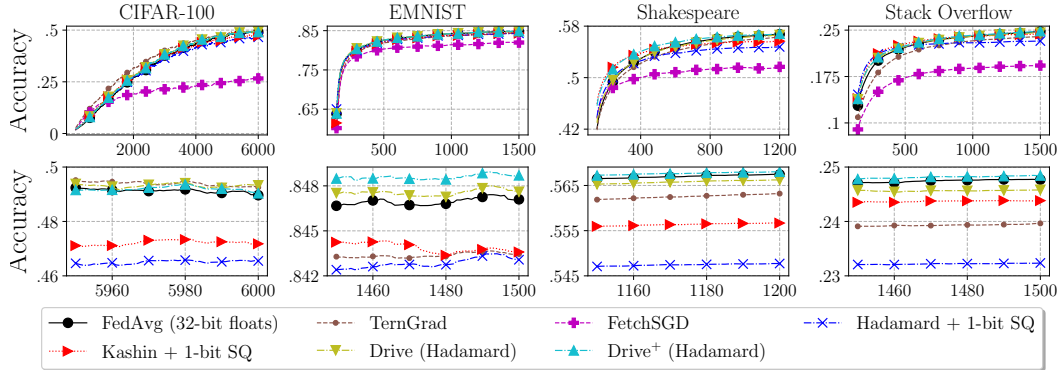 CIFAR-100 EMNIST Shakespeare Stack Overflow
Accuracy
.5 .25 0
2000 4000 6000
.85 .75 .65
500 1000 1500
.58 .5 .42
400 800 1200
.25 .175 .1
500 1000 1500
Accuracy
.5 .49 .48 .47 .46
5960 5980 6000
.848 .845 .842
1460 1480 1500
.565 .555 .545
1160 1180 1200
.25 .24 .23
1460 1480 1500
FedAvg (32-bit floats) TernGrad FetchSGD Hadamard + 1-bit SQ
Kashin + 1-bit SQ Drive (Hadamard) Drive+ (Hadamard)